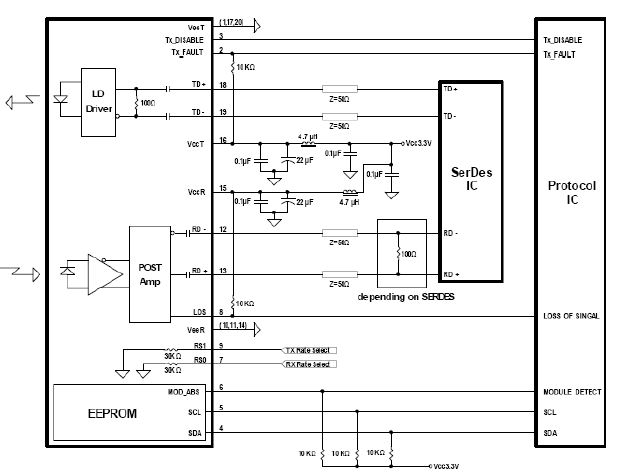 VeeT (1,17,20)
Tx_DISABLE 3 Tx_DISABLE
Tx_FAULT 2 Tx_FAULT
10 KΩ
LD Driver
100Ω
TD+ 18 TD+
Z=50Ω
TD- 19 TD-
Z=50Ω
VccT 16
4.7 µH
Vcc3.3V
0.1µF
22 µF
0.1µF
0.1µF
SerDes IC
Protocol IC
VccR 15
0.1µF
22 µF
4.7 µH
RD - 12 RD -
Z=50Ω
100Ω
POST Amp
RD + 13 RD +
Z=50Ω
depending on SERDES
10 KΩ
LOS 8 LOSS OF SINGAL
VeeR (10,11,14)
RS1 9 TX Rate Select
30KΩ
RS0 7 RX Rate Select
30KΩ
MOD_ABS 6 MODULE DETECT
EEPROM
SCL 5 SCL
SDA 4 SDA
10 KΩ 10 KΩ 10KΩ
Vcc3.3V